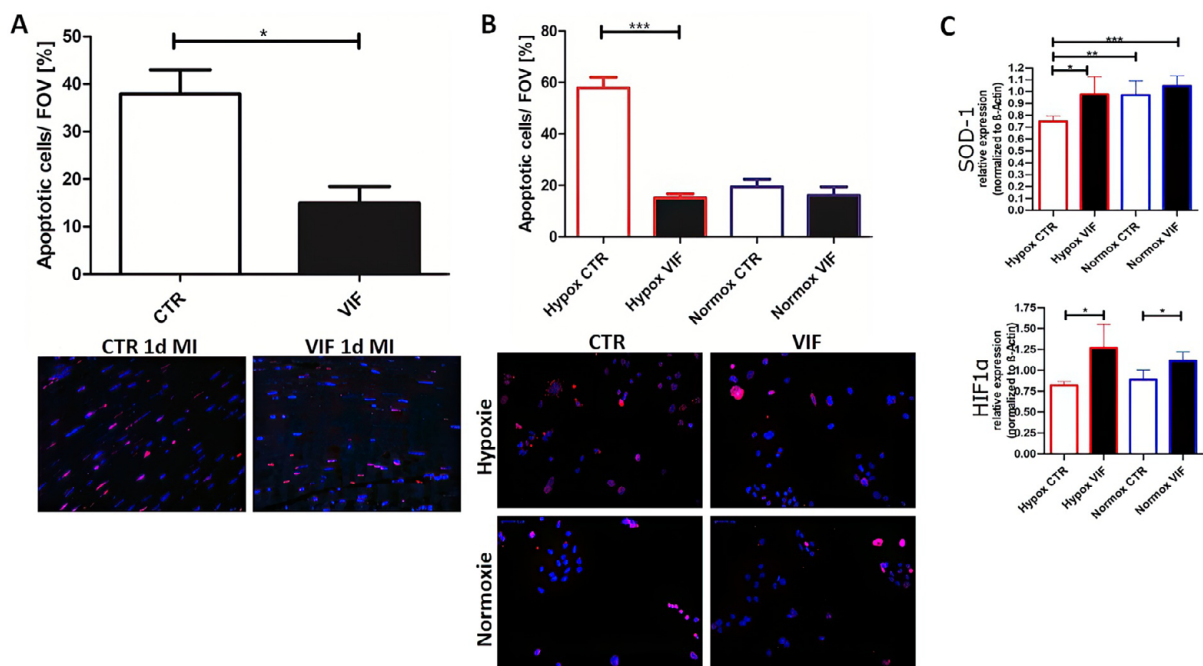 A
*
Apoptotic cells/ FOV [%]
50
40
30
20
10
0
CTR
VIF
CTR 1d MI
VIF 1d MI
B
***
Apoptotic cells/ FOV [%]
80
60
40
20
0
Hypox CTR
Hypox VIF
Normox CTR
Normox VIF
CTR
VIF
Hypoxie
Normoxie
C
***
**
*
SOD-1
relative expression
(normalized to ß-Actin)
1.2
1.1
1.0
0.9
0.8
0.7
0.6
0.5
0.4
0.3
0.2
0.1
0.0
Hypox CTR
Hypox VIF
Normox CTR
Normox VIF
*
*
HIF1α
relative expression
(normalized to ß-Actin)
1.75
1.50
1.25
1.00
0.75
0.50
0.25
0.00
Hypox CTR
Hypox VIF
Normox CTR
Normox VIF